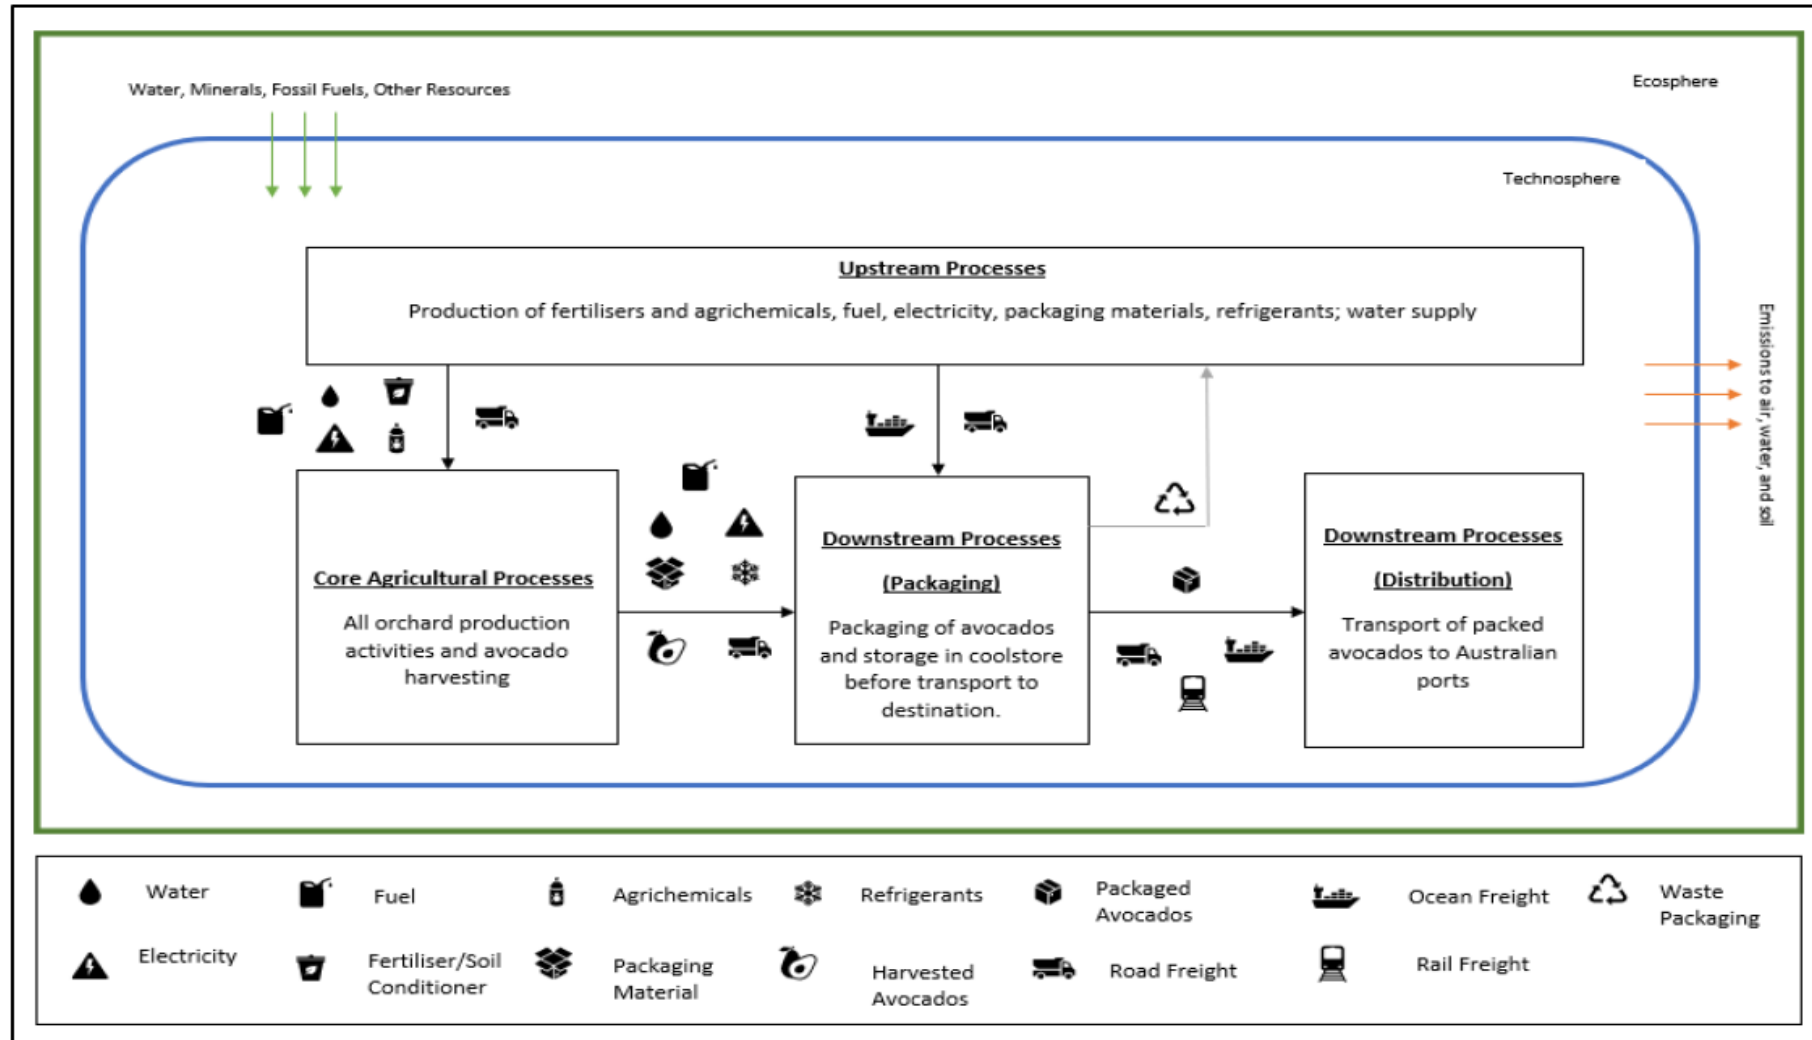 Water, Minerals, Fossil Fuels, Other Resources
Ecosphere
Technosphere
Upstream Processes
Production of fertilisers and agrichemicals, fuel, electricity, packaging materials, refrigerants; water supply
Emissions to air, water, and soil
Core Agricultural Processes
All orchard production
activities and avocado
harvesting
Downstream Processes
(Packaging)
Packaging of avocados
and storage in coolstore
before transport to
destination.
Downstream Processes
(Distribution)
Transport of packed
avocados to Australian
ports
Water
Fuel
Agrichemicals
Refrigerants
Packaged
Avocados
Ocean Freight
Waste
Packaging
Electricity
Fertiliser/Soil
Conditioner
Packaging
Material
Harvested
Avocados
Road Freight
Rail Freight